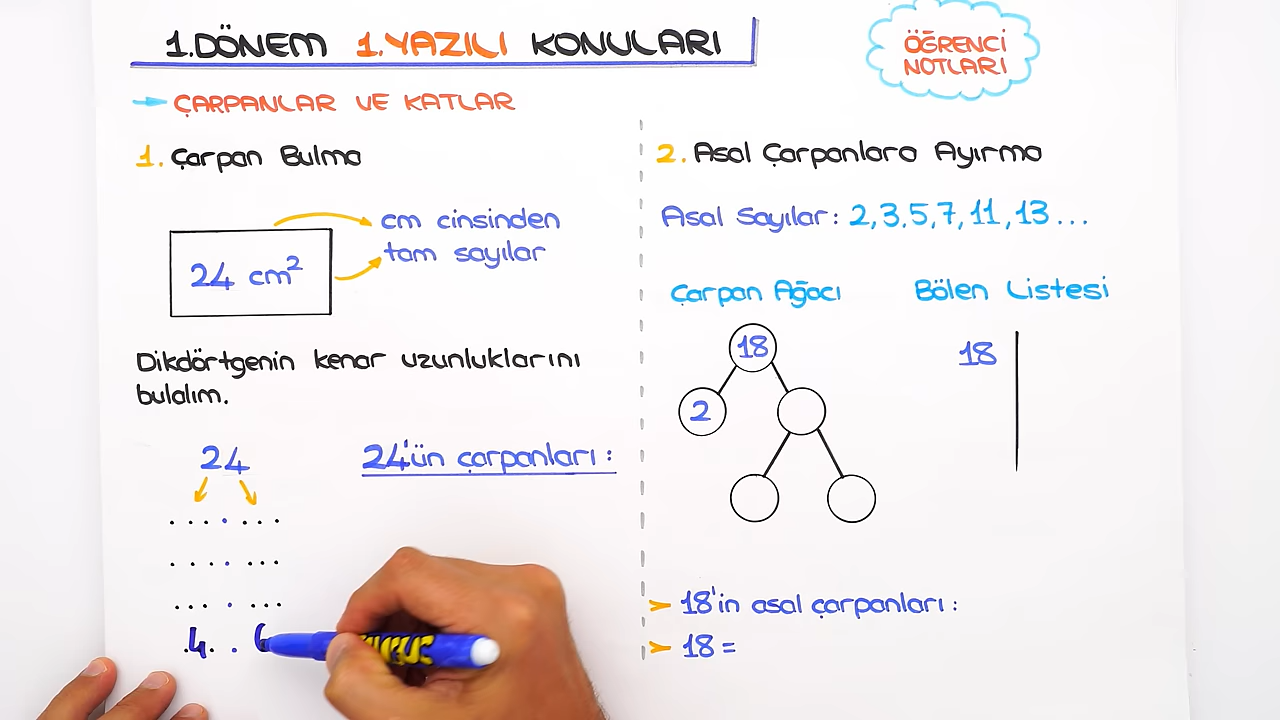 1.DÖNEM 1.YAZILI KONULARI
ÖĞRENCİ
NOTLARI
ÇARPANLAR VE KATLAR
1. Çarpan Bulma
24 cm²
cm cinsinden
tam sayılar
Dikdörtgenin kenar uzunluklarını
bulalım.
24
24'ün çarpanları:
... . ...
... . ...
... . ...
.4. . 6
2. Asal Çarpanlara Ayırma
Asal Sayılar: 2, 3, 5, 7, 11, 13 ...
Çarpan Ağacı
Bölen Listesi
18
2
18
18'in asal çarpanları:
18 =